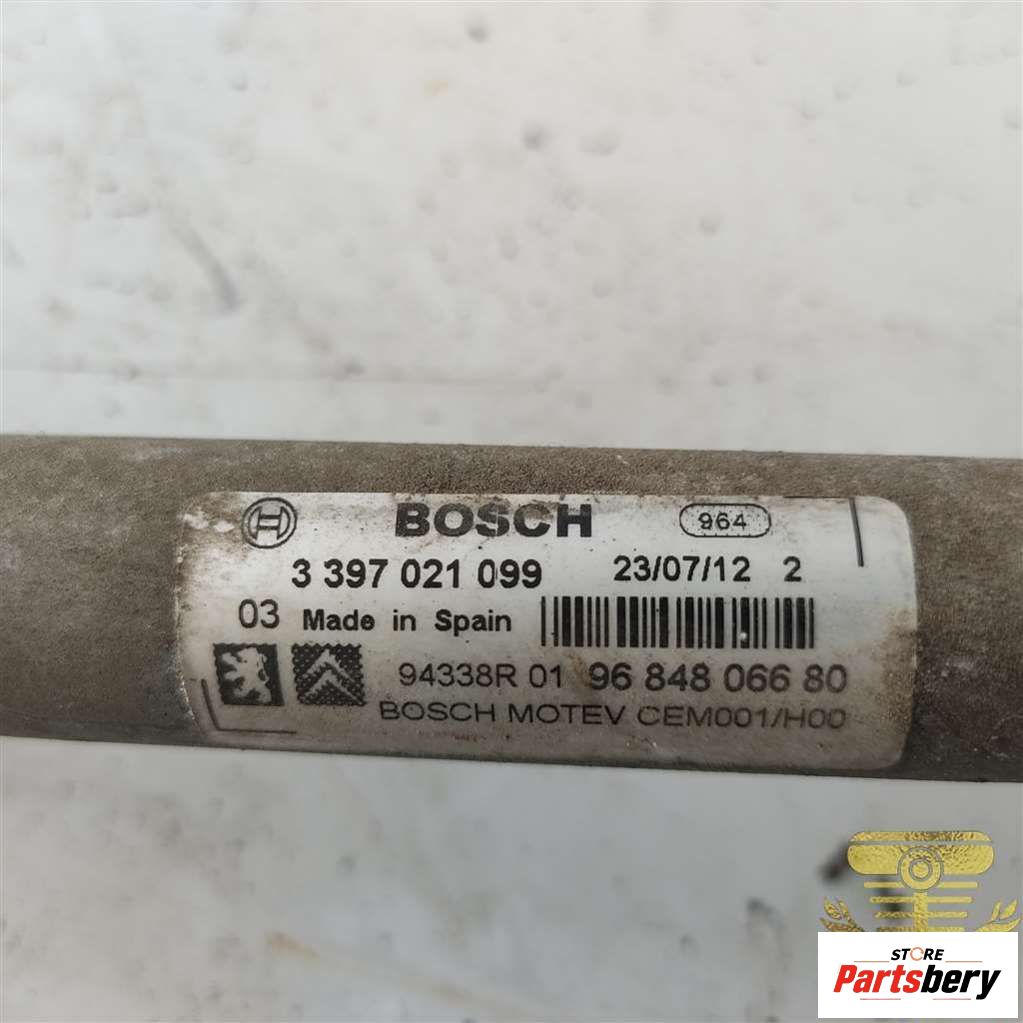 BOSCH 964
3 397 021 099 23/07/12 2
03 Made in Spain
94338R 01 96 848 066 80
BOSCH MOTEV CEM001/H00
STORE
Partsbery